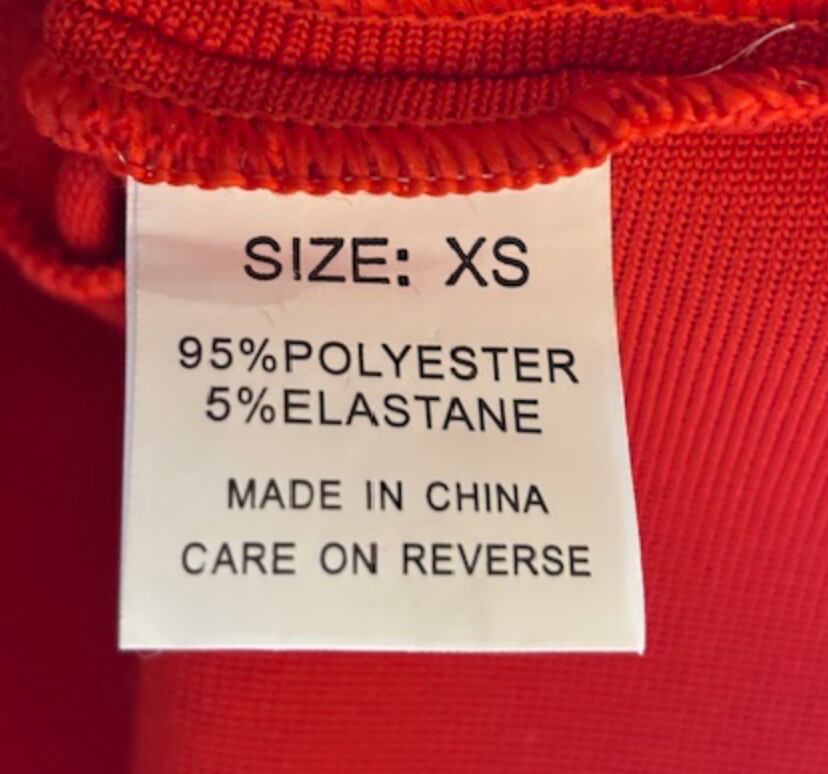 SIZE: XS
95%POLYESTER
5%ELASTANE
MADE IN CHINA
CARE ON REVERSE